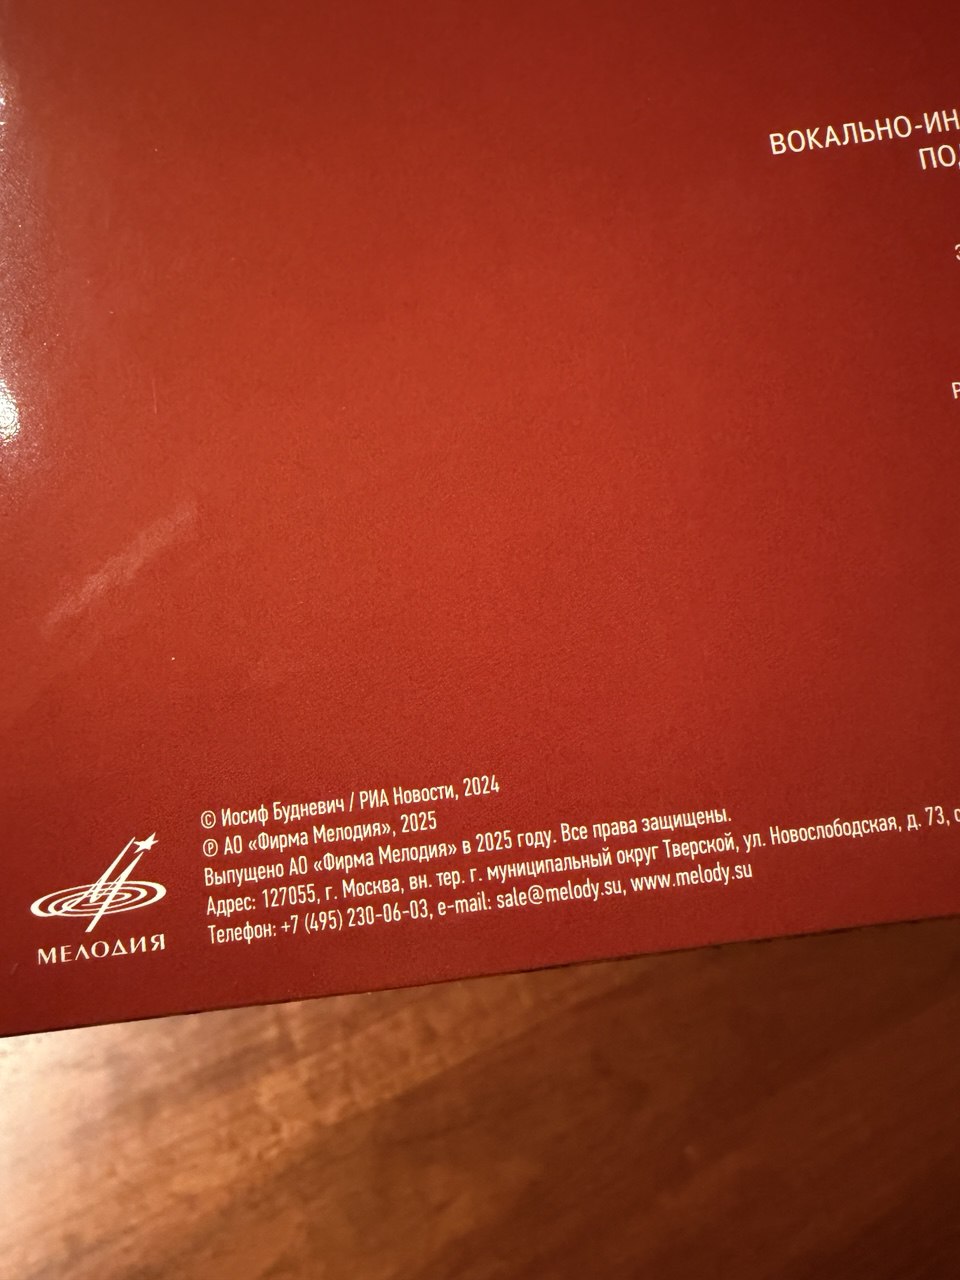 ВОКАЛЬНО-ИН
ПОД
© Иосиф Будневич / РИА Новости, 2024
℗ АО «Фирма Мелодия», 2025
Выпущено АО «Фирма Мелодия» в 2025 году. Все права защищены.
Адрес: 127055, г. Москва, вн. тер. г. муниципальный округ Тверской, ул. Новослободская, д. 73, с
Телефон: +7 (495) 230-06-03, e-mail: sale@melody.su, www.melody.su
МЕЛОДИЯ